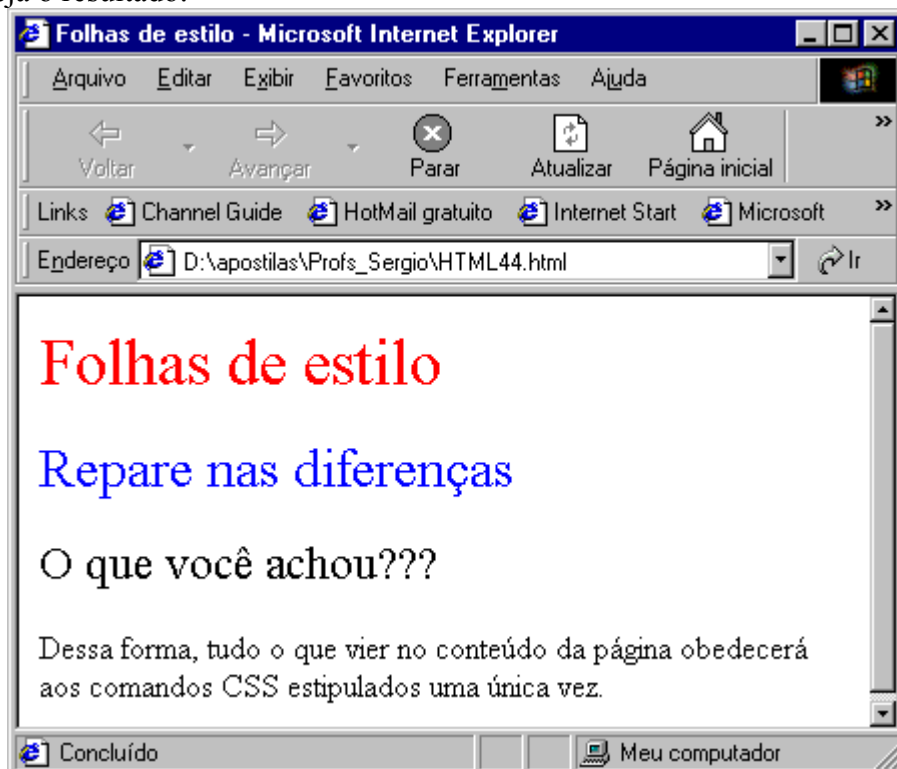 o resultado:
Folhas de estilo - Microsoft Internet Explorer
Arquivo Editar Exibir Favoritos Ferramentas Ajuda
Voltar Avançar Parar Atualizar Página inicial »
Links Channel Guide HotMail gratuito Internet Start Microsoft »
Endereço D:\apostilas\Profs_Sergio\HTML44.html Ir
Folhas de estilo
Repare nas diferenças
O que você achou???
Dessa forma, tudo o que vier no conteúdo da página obedecerá
aos comandos CSS estipulados uma única vez.
Concluído Meu computador